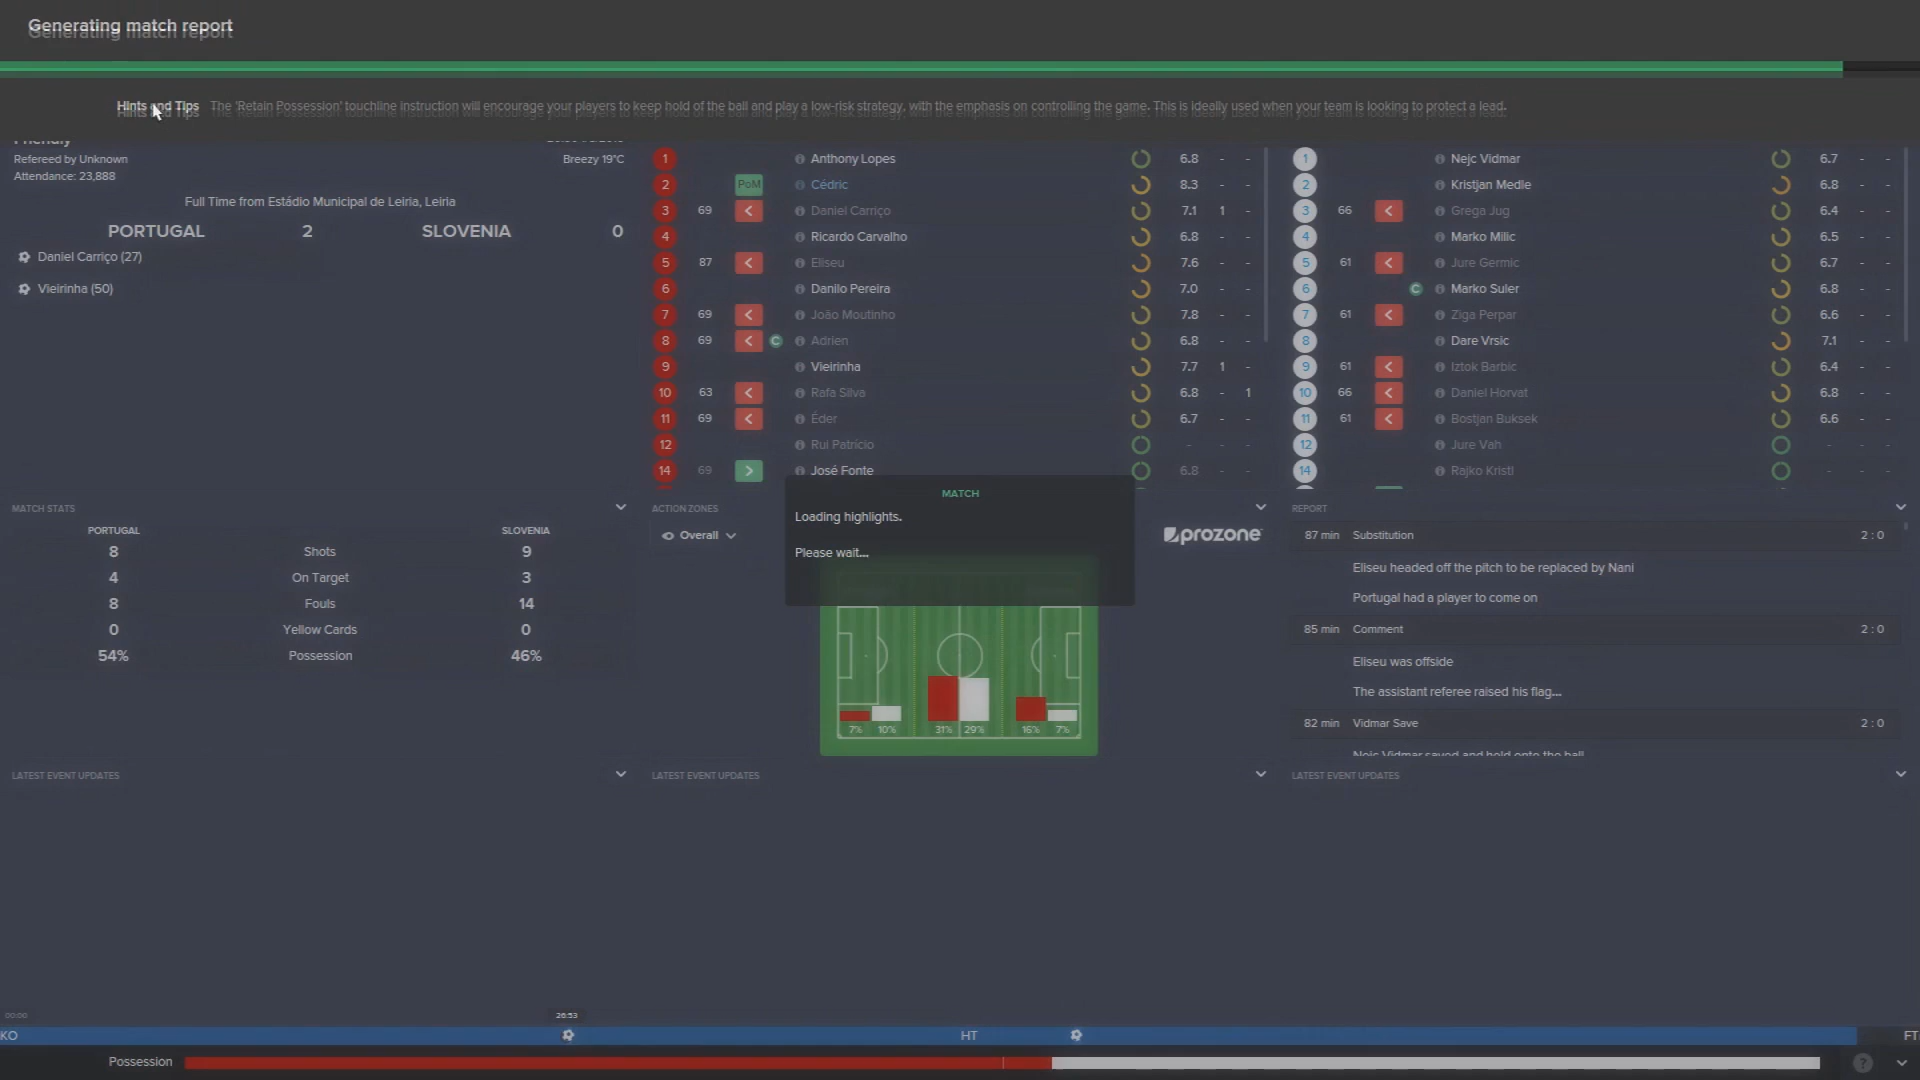 Generating match report
Hints and Tips The 'Retain Possession' touchline instruction will encourage your players to keep hold of the ball and play a low-risk strategy, with the emphasis on controlling the game. This is ideally used when your team is looking to protect a lead.
Friendly
Refereed by Unknown Breezy 19°C
Attendance: 23,888
Full Time from Estádio Municipal de Leiria, Leiria
PORTUGAL 2 SLOVENIA 0
Daniel Carriço (27)
Vieirinha (50)
1 Anthony Lopes 6.8 - -
2 PoM Cédric 8.3 - -
3 69 < Daniel Carriço 7.1 1 -
4 Ricardo Carvalho 6.8 - -
5 87 < Eliseu 7.6 - -
6 Danilo Pereira 7.0 - -
7 69 < João Moutinho 7.8 - -
8 69 < C Adrien 6.8 - -
9 Vieirinha 7.7 1 -
10 63 < Rafa Silva 6.8 - 1
11 69 < Éder 6.7 - -
12 Rui Patrício - - -
14 69 > José Fonte 6.8 - -
1 Nejc Vidmar 6.7 - -
2 Kristjan Medle 6.8 - -
3 66 < Grega Jug 6.4 - -
4 Marko Milic 6.5 - -
5 61 < Jure Germic 6.7 - -
6 C Marko Suler 6.8 - -
7 61 < Ziga Perpar 6.6 - -
8 Dare Vrsic 7.1 - -
9 61 < Iztok Barbic 6.4 - -
10 66 < Daniel Horvat 6.8 - -
11 61 < Bostjan Buksek 6.6 - -
12 Jure Vah - - -
14 Rajko Kristl - - -
MATCH
Loading highlights.
Please wait...
MATCH STATS
PORTUGAL SLOVENIA
8 Shots 9
4 On Target 3
8 Fouls 14
0 Yellow Cards 0
54% Possession 46%
ACTION ZONES
Overall
prozone
7% 10% 31% 29% 16% 7%
REPORT
87 min Substitution 2 : 0
Eliseu headed off the pitch to be replaced by Nani
Portugal had a player to come on
85 min Comment 2 : 0
Eliseu was offside
The assistant referee raised his flag...
82 min Vidmar Save 2 : 0
Nejc Vidmar saved and held onto the ball
LATEST EVENT UPDATES
LATEST EVENT UPDATES
LATEST EVENT UPDATES
00:00 26:53
KO HT FT
Possession ?